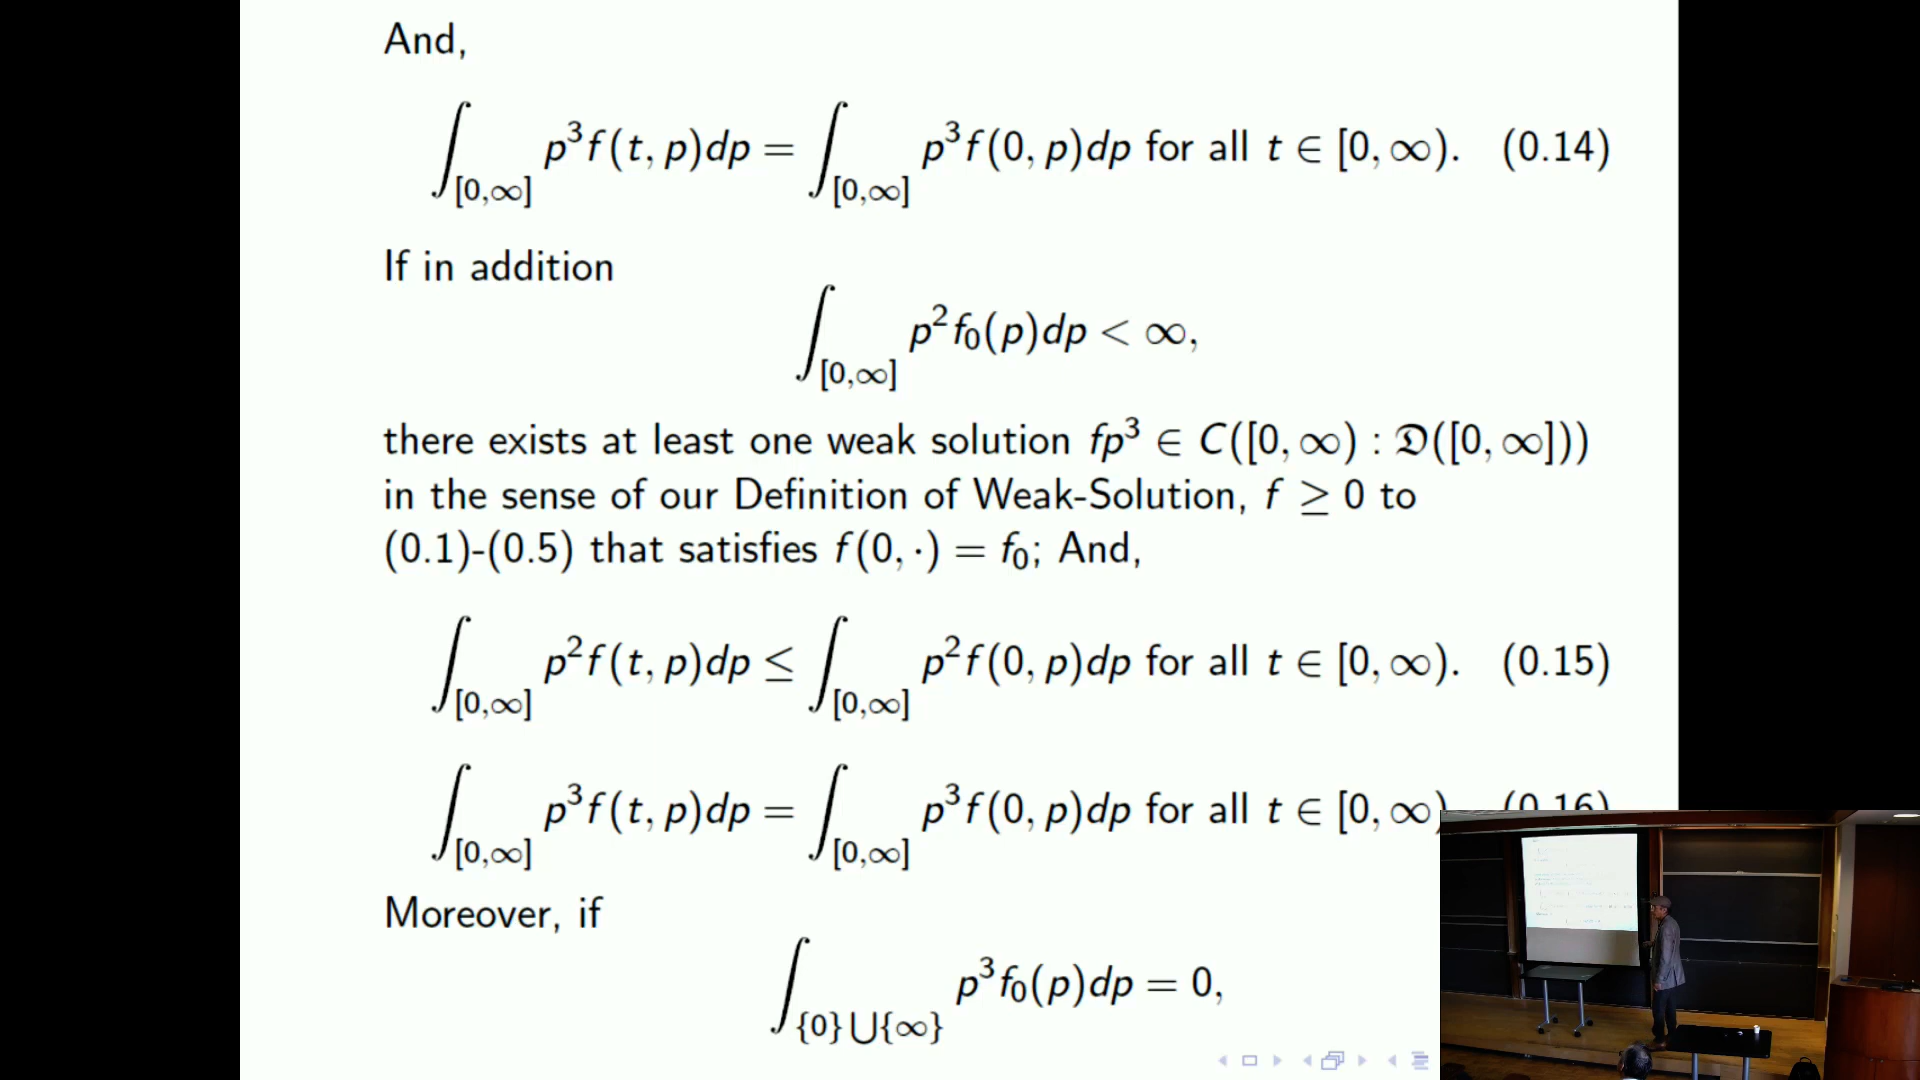 And,
∫_{[0,∞]} p³f(t, p)dp = ∫_{[0,∞]} p³f(0, p)dp for all t ∈ [0, ∞). (0.14)
If in addition
∫_{[0,∞]} p²f₀(p)dp < ∞,
there exists at least one weak solution fp³ ∈ C([0, ∞) : 𝔇([0, ∞]))
in the sense of our Definition of Weak-Solution, f ≥ 0 to
(0.1)-(0.5) that satisfies f(0, ·) = f₀; And,
∫_{[0,∞]} p²f(t, p)dp ≤ ∫_{[0,∞]} p²f(0, p)dp for all t ∈ [0, ∞). (0.15)
∫_{[0,∞]} p³f(t, p)dp = ∫_{[0,∞]} p³f(0, p)dp for all t ∈ [0, ∞) (0.16)
Moreover, if
∫_{{0}⋃{∞}} p³f₀(p)dp = 0,